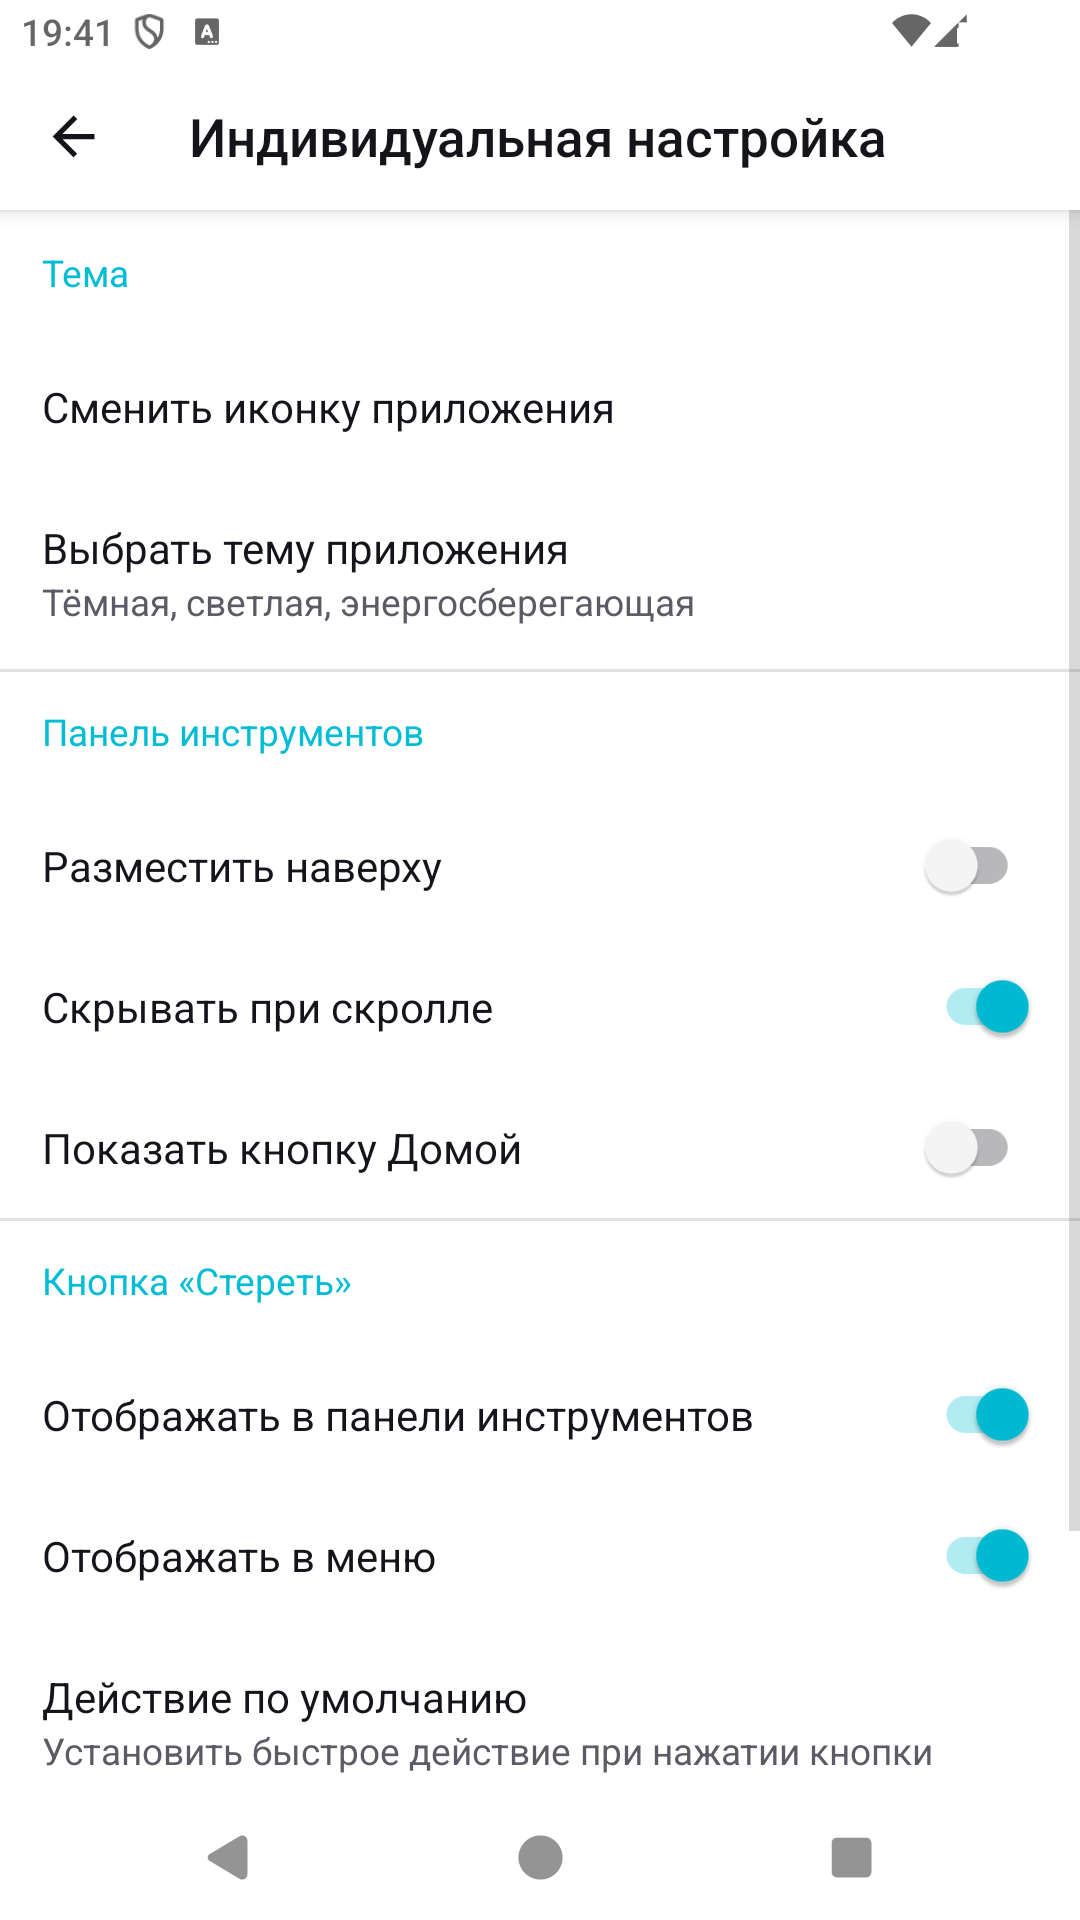 19:41
Индивидуальная настройка
Тема
Сменить иконку приложения
Выбрать тему приложения
Тёмная, светлая, энергосберегающая
Панель инструментов
Разместить наверху
Скрывать при скролле
Показать кнопку Домой
Кнопка «Стереть»
Отображать в панели инструментов
Отображать в меню
Действие по умолчанию
Установить быстрое действие при нажатии кнопки